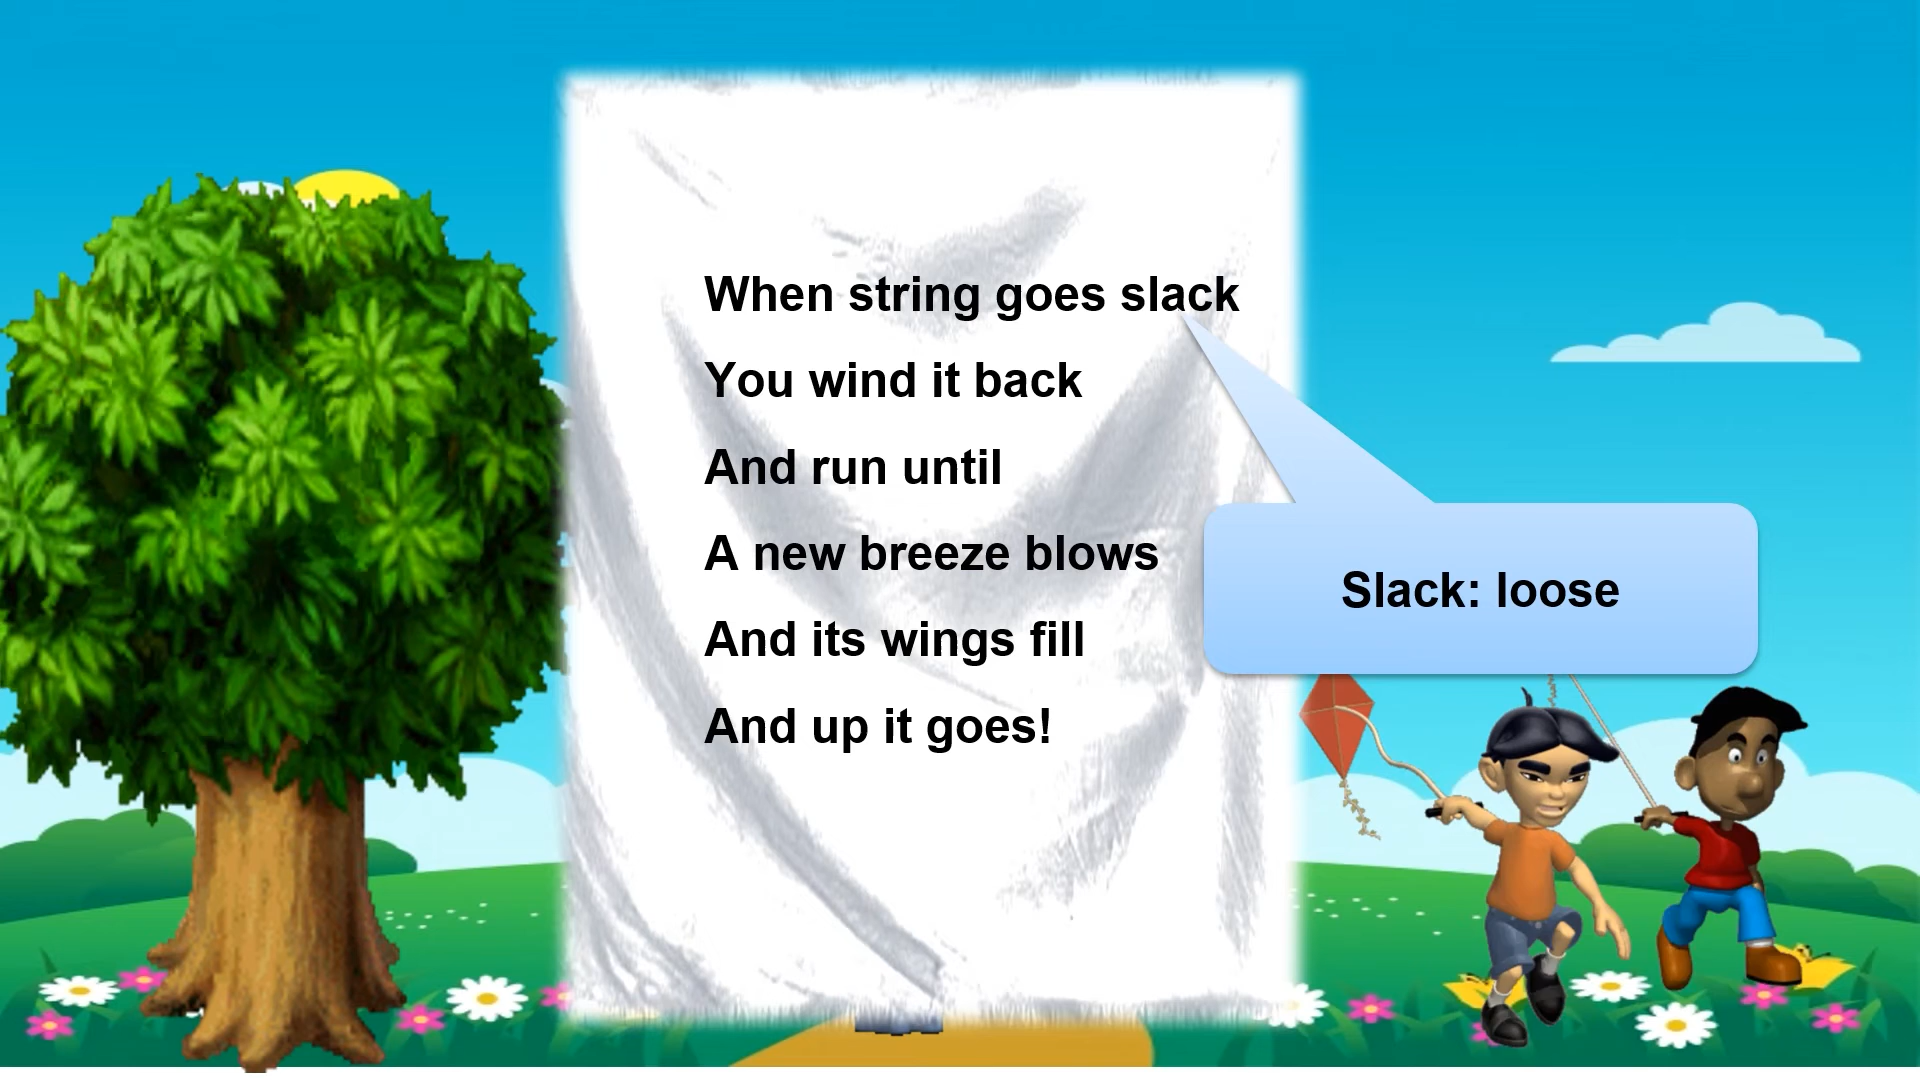 When string goes slack
You wind it back
And run until
A new breeze blows
And its wings fill
And up it goes!
Slack: loose